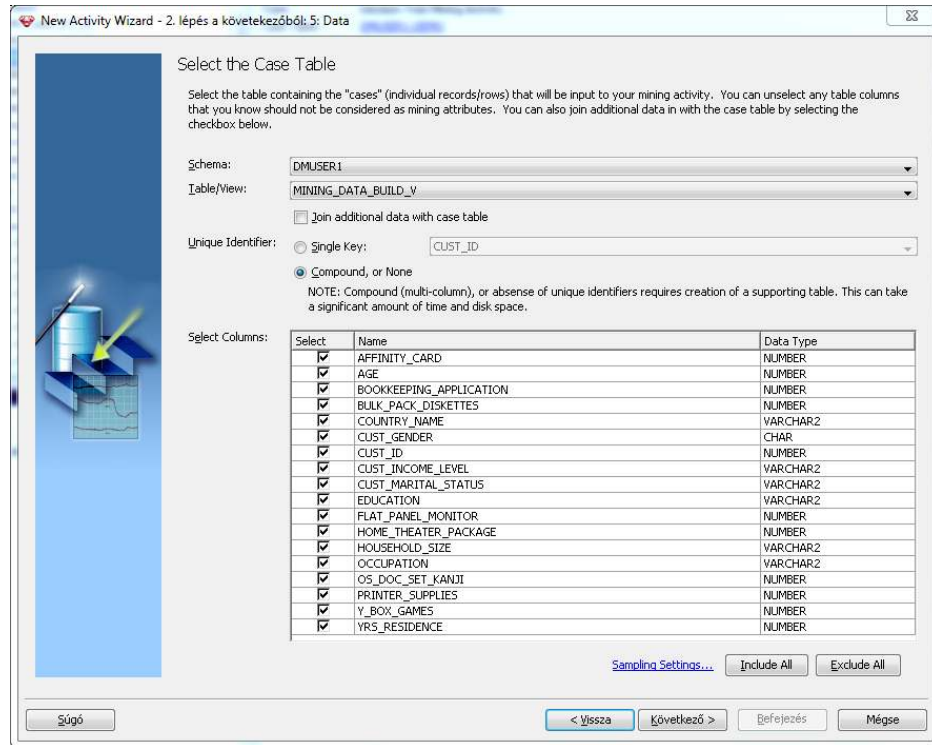 New Activity Wizard - 2. lépés a következőből: 5: Data
Select the Case Table
Select the table containing the "cases" (individual records/rows) that will be input to your mining activity. You can unselect any table columns
that you know should not be considered as mining attributes. You can also join additional data in with the case table by selecting the
checkbox below.
Schema: DMUSER1
Table/View: MINING_DATA_BUILD_V
Join additional data with case table
Unique Identifier: Single Key: CUST_ID
Compound, or None
NOTE: Compound (multi-column), or absence of unique identifiers requires creation of a supporting table. This can take
a significant amount of time and disk space.
Select Columns: Select Name Data Type
AFFINITY_CARD NUMBER
AGE NUMBER
BOOKKEEPING_APPLICATION NUMBER
BULK_PACK_DISKETTES NUMBER
COUNTRY_NAME VARCHAR2
CUST_GENDER CHAR
CUST_ID NUMBER
CUST_INCOME_LEVEL VARCHAR2
CUST_MARITAL_STATUS VARCHAR2
EDUCATION VARCHAR2
FLAT_PANEL_MONITOR NUMBER
HOME_THEATER_PACKAGE NUMBER
HOUSEHOLD_SIZE VARCHAR2
OCCUPATION VARCHAR2
OS_DOC_SET_KANJI NUMBER
PRINTER_SUPPLIES NUMBER
Y_BOX_GAMES NUMBER
YRS_RESIDENCE NUMBER
Sampling Settings... Include All Exclude All
Súgó < Vissza Következő > Befejezés Mégse